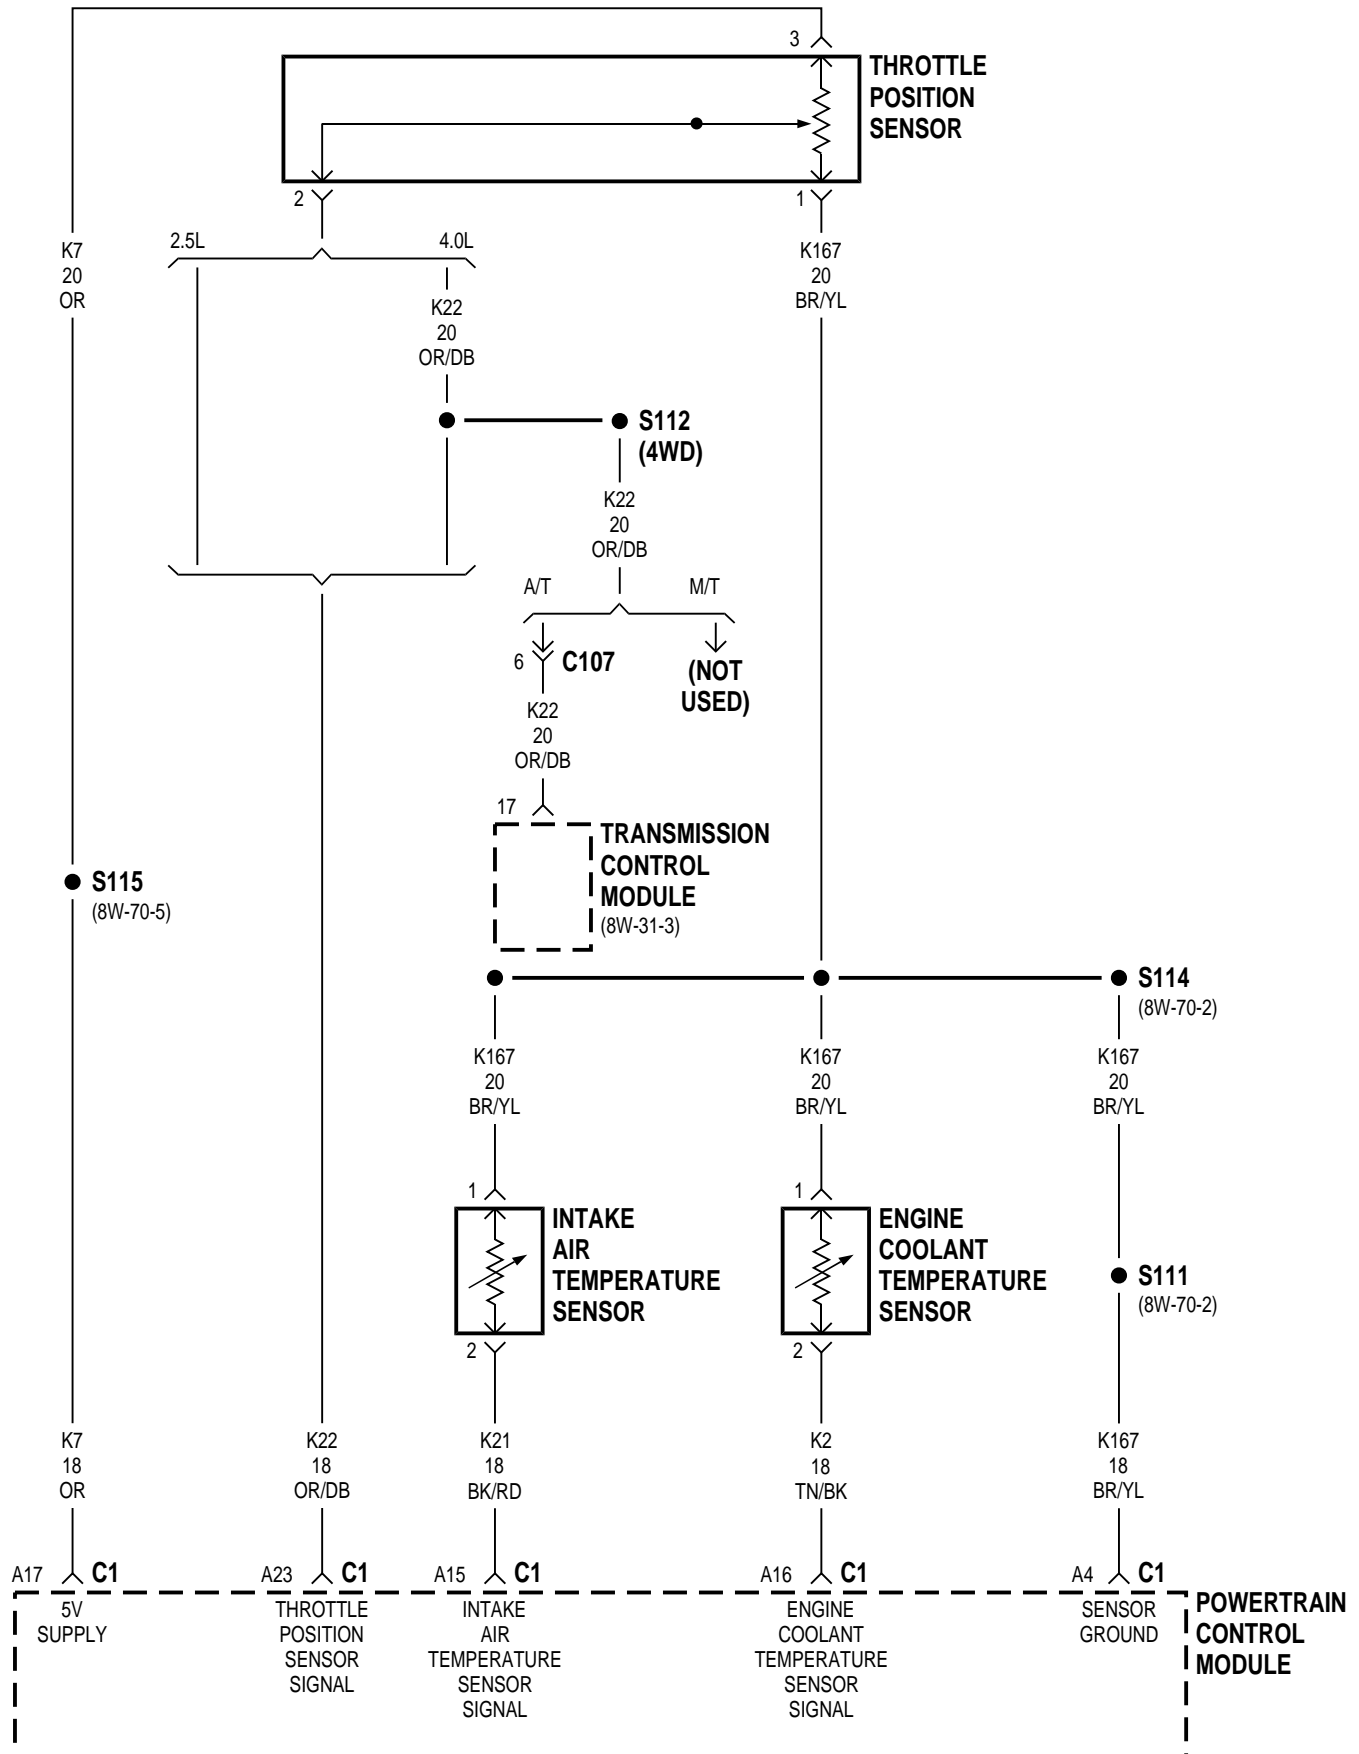 3
THROTTLE
POSITION
SENSOR
2
1
2.5L
4.0L
K7
20
OR
K167
20
BR/YL
K22
20
OR/DB
S112
(4WD)
K22
20
OR/DB
A/T
M/T
6
C107
(NOT
USED)
K22
20
OR/DB
17
TRANSMISSION
CONTROL
MODULE
(8W-31-3)
S115
(8W-70-5)
S114
(8W-70-2)
K167
20
BR/YL
K167
20
BR/YL
K167
20
BR/YL
1
INTAKE
AIR
TEMPERATURE
SENSOR
2
1
ENGINE
COOLANT
TEMPERATURE
SENSOR
2
S111
(8W-70-2)
K7
18
OR
K22
18
OR/DB
K21
18
BK/RD
K2
18
TN/BK
K167
18
BR/YL
A17
C1
A23
C1
A15
C1
A16
C1
A4
C1
5V
SUPPLY
THROTTLE
POSITION
SENSOR
SIGNAL
INTAKE
AIR
TEMPERATURE
SENSOR
SIGNAL
ENGINE
COOLANT
TEMPERATURE
SENSOR
SIGNAL
SENSOR
GROUND
POWERTRAIN
CONTROL
MODULE